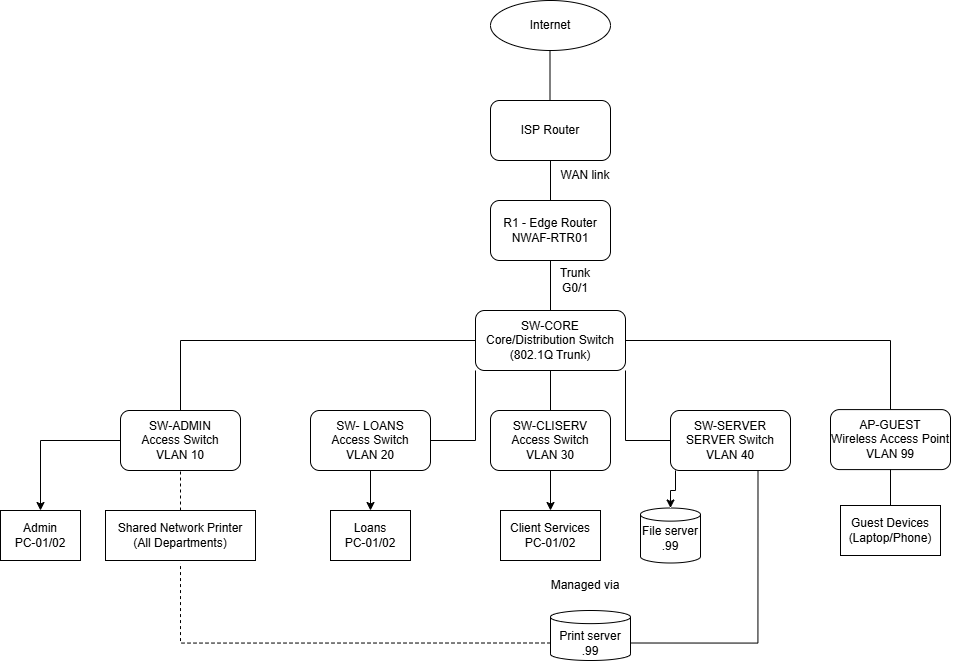 Internet
ISP Router
WAN link
R1 - Edge Router
NWAF-RTR01
Trunk
G0/1
SW-CORE
Core/Distribution Switch
(802.1Q Trunk)
SW-ADMIN
Access Switch
VLAN 10
SW- LOANS
Access Switch
VLAN 20
SW-CLISERV
Access Switch
VLAN 30
SW-SERVER
SERVER Switch
VLAN 40
AP-GUEST
Wireless Access Point
VLAN 99
Admin
PC-01/02
Shared Network Printer
(All Departments)
Loans
PC-01/02
Client Services
PC-01/02
File server
.99
Guest Devices
(Laptop/Phone)
Managed via
Print server
.99